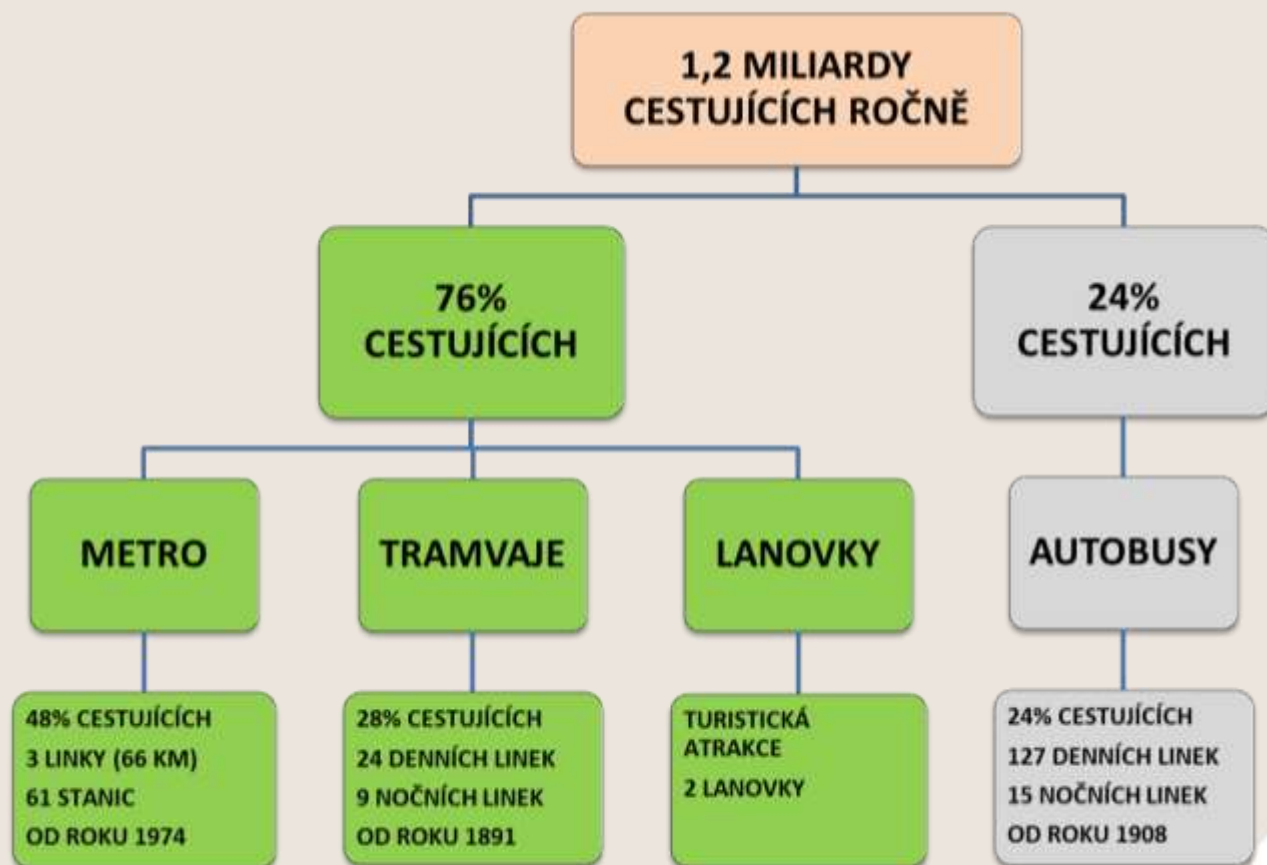 1,2 MILIARDY
CESTUJÍCÍCH ROČNĚ
76%
CESTUJÍCÍCH
24%
CESTUJÍCÍCH
METRO
TRAMVAJE
LANOVKY
AUTOBUSY
48% CESTUJÍCÍCH
3 LINKY (66 KM)
61 STANIC
OD ROKU 1974
28% CESTUJÍCÍCH
24 DENNÍCH LINEK
9 NOČNÍCH LINEK
OD ROKU 1891
TURISTICKÁ
ATRAKCE
2 LANOVKY
24% CESTUJÍCÍCH
127 DENNÍCH LINEK
15 NOČNÍCH LINEK
OD ROKU 1908